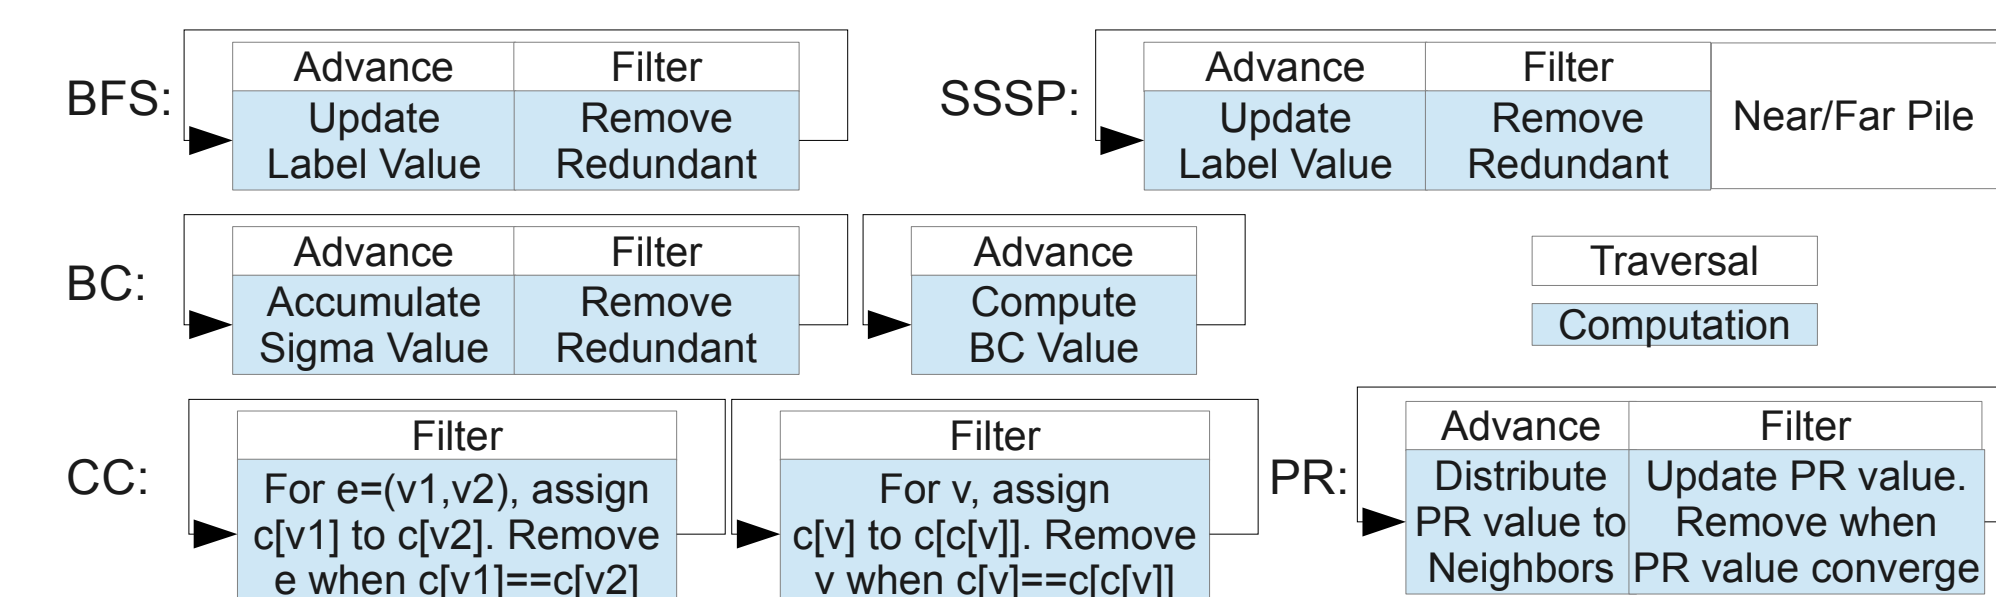 BFS:
Advance
Filter
Update
Label Value
Remove
Redundant
SSSP:
Advance
Filter
Update
Label Value
Remove
Redundant
Near/Far Pile
BC:
Advance
Filter
Accumulate
Sigma Value
Remove
Redundant
Advance
Compute
BC Value
Traversal
Computation
CC:
Filter
For e=(v1,v2), assign
c[v1] to c[v2]. Remove
e when c[v1]==c[v2]
Filter
For v, assign
c[v] to c[c[v]]. Remove
v when c[v]==c[c[v]]
PR:
Advance
Filter
Distribute
PR value to
Neighbors
Update PR value.
Remove when
PR value converge